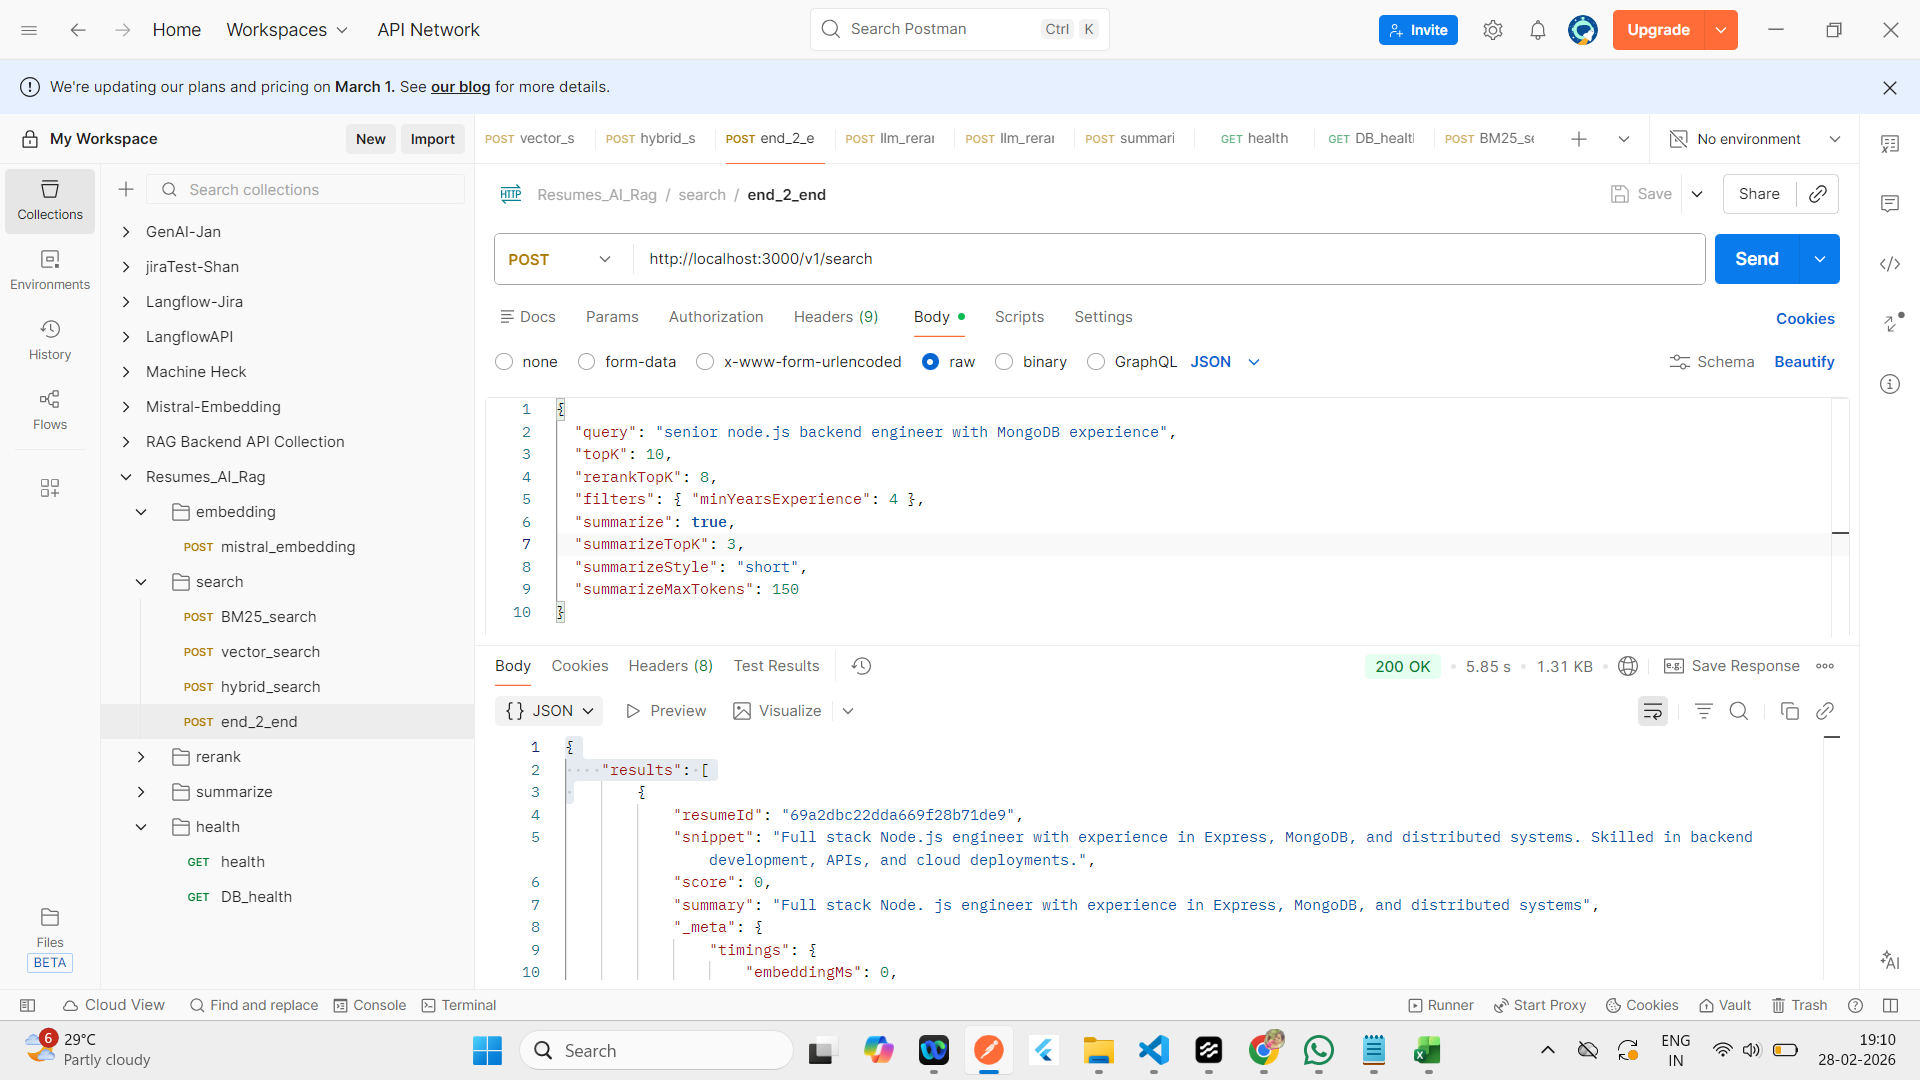 Home
Workspaces
API Network
Search Postman
Ctrl K
Invite
Upgrade
We're updating our plans and pricing on March 1. See our blog for more details.
My Workspace
New
Import
POST vector_s
POST hybrid_s
POST end_2_e
POST llm_rerar
POST llm_rerar
POST summari
GET health
GET DB_healtl
POST BM25_se
No environment
Collections
Environments
History
Flows
Files
BETA
Search collections
GenAI-Jan
jiraTest-Shan
Langflow-Jira
LangflowAPI
Machine Heck
Mistral-Embedding
RAG Backend API Collection
Resumes_AI_Rag
embedding
POST mistral_embedding
search
POST BM25_search
POST vector_search
POST hybrid_search
POST end_2_end
rerank
summarize
health
GET health
GET DB_health
HTTP Resumes_AI_Rag / search / end_2_end
Save
Share
POST
http://localhost:3000/v1/search
Send
Docs Params Authorization Headers (9) Body Scripts Settings
Cookies
none form-data x-www-form-urlencoded raw binary GraphQL JSON
Schema Beautify
1 {
2 "query": "senior node.js backend engineer with MongoDB experience",
3 "topK": 10,
4 "rerankTopK": 8,
5 "filters": { "minYearsExperience": 4 },
6 "summarize": true,
7 "summarizeTopK": 3,
8 "summarizeStyle": "short",
9 "summarizeMaxTokens": 150
10 }
Body Cookies Headers (8) Test Results
200 OK • 5.85 s • 1.31 KB
e.g. Save Response
{} JSON Preview Visualize
1 {
2 "results": [
3 {
4 "resumeId": "69a2dbc22dda669f28b71de9",
5 "snippet": "Full stack Node.js engineer with experience in Express, MongoDB, and distributed systems. Skilled in backend
development, APIs, and cloud deployments.",
6 "score": 0,
7 "summary": "Full stack Node. js engineer with experience in Express, MongoDB, and distributed systems",
8 "_meta": {
9 "timings": {
10 "embeddingMs": 0,
Cloud View
Find and replace
Console
Terminal
Runner
Start Proxy
Cookies
Vault
Trash
6
29°C
Partly cloudy
Search
ENG
IN
19:10
28-02-2026